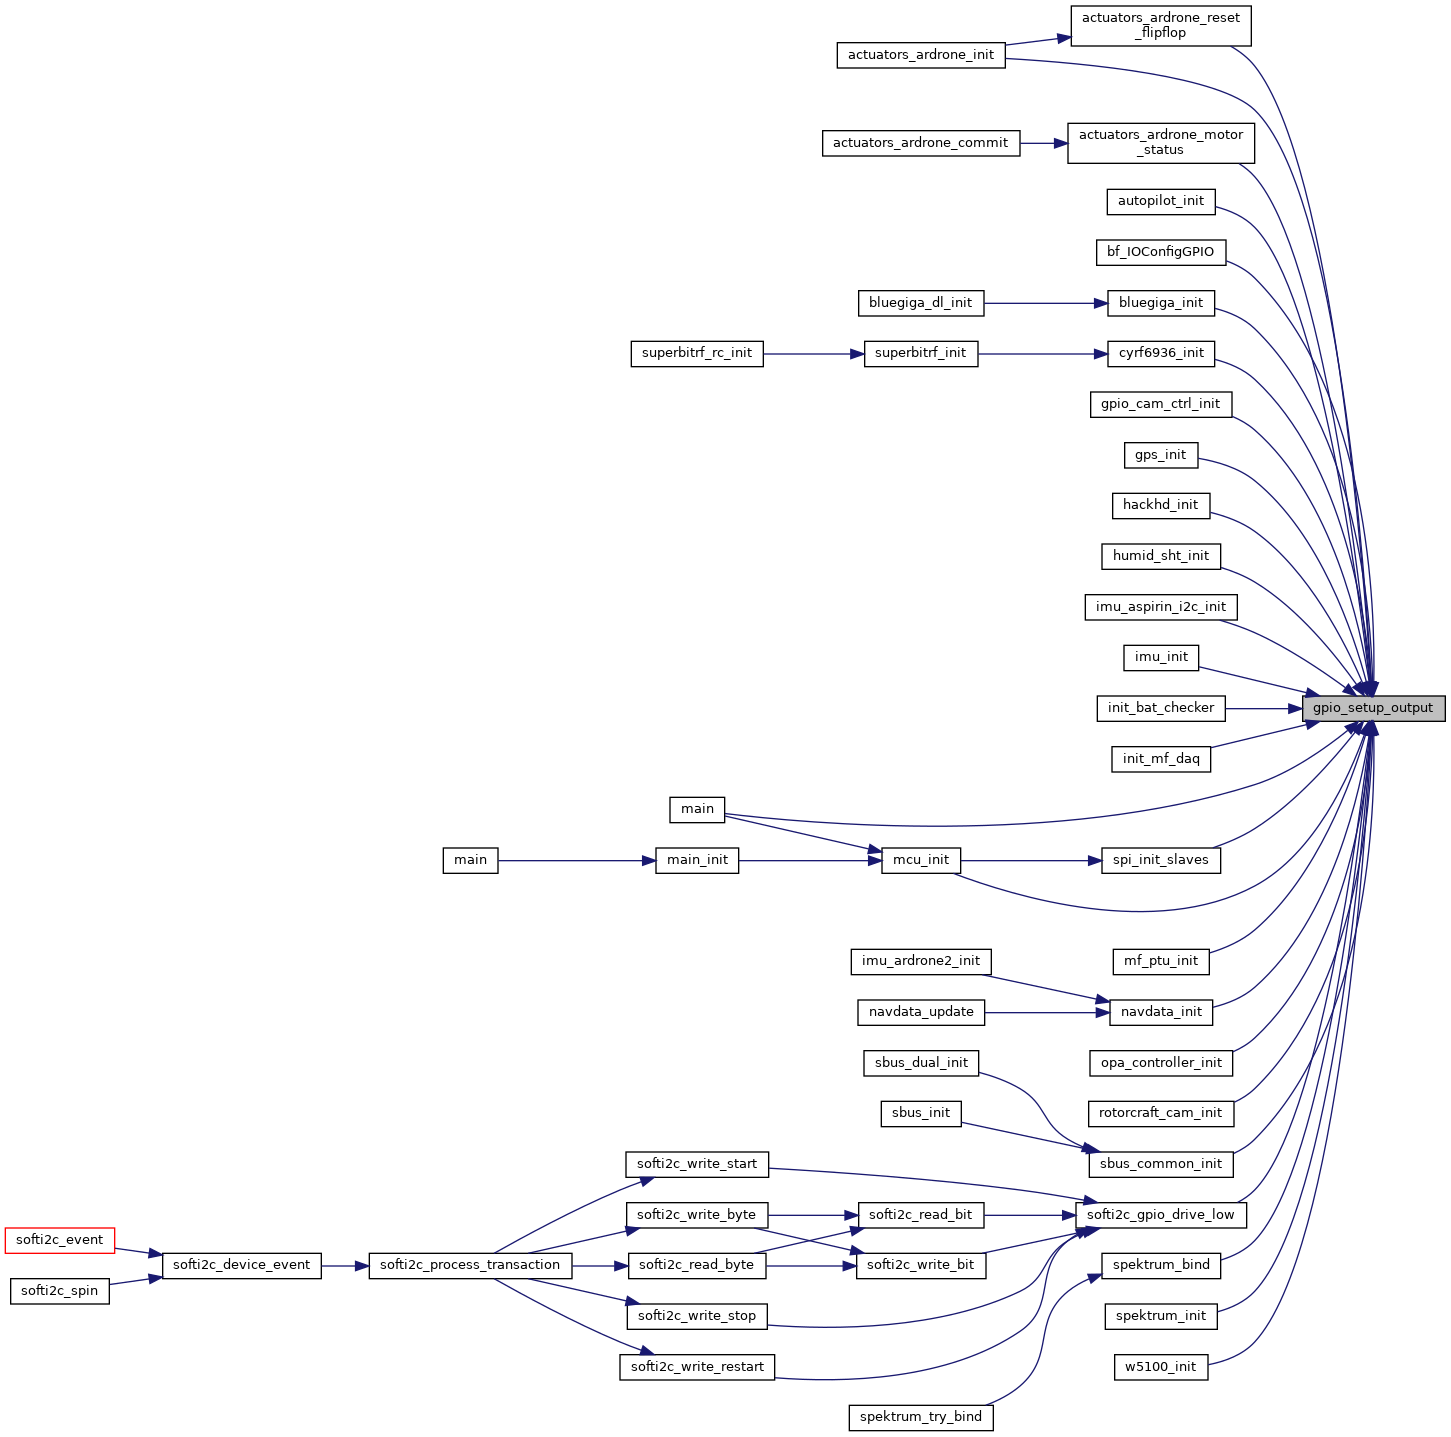 actuators_ardrone_reset
_flipflop
actuators_ardrone_init
actuators_ardrone_motor
_status
actuators_ardrone_commit
autopilot_init
bf_IOConfigGPIO
bluegiga_dl_init
bluegiga_init
superbitrf_rc_init
superbitrf_init
cyrf6936_init
gpio_cam_ctrl_init
gps_init
hackhd_init
humid_sht_init
imu_aspirin_i2c_init
imu_init
init_bat_checker
gpio_setup_output
init_mf_daq
main
main
main_init
mcu_init
spi_init_slaves
mf_ptu_init
imu_ardrone2_init
navdata_update
navdata_init
opa_controller_init
sbus_dual_init
sbus_init
rotorcraft_cam_init
sbus_common_init
softi2c_write_start
softi2c_write_byte
softi2c_read_bit
softi2c_gpio_drive_low
softi2c_event
softi2c_device_event
softi2c_process_transaction
softi2c_read_byte
softi2c_write_bit
spektrum_bind
softi2c_spin
softi2c_write_stop
spektrum_init
softi2c_write_restart
w5100_init
spektrum_try_bind